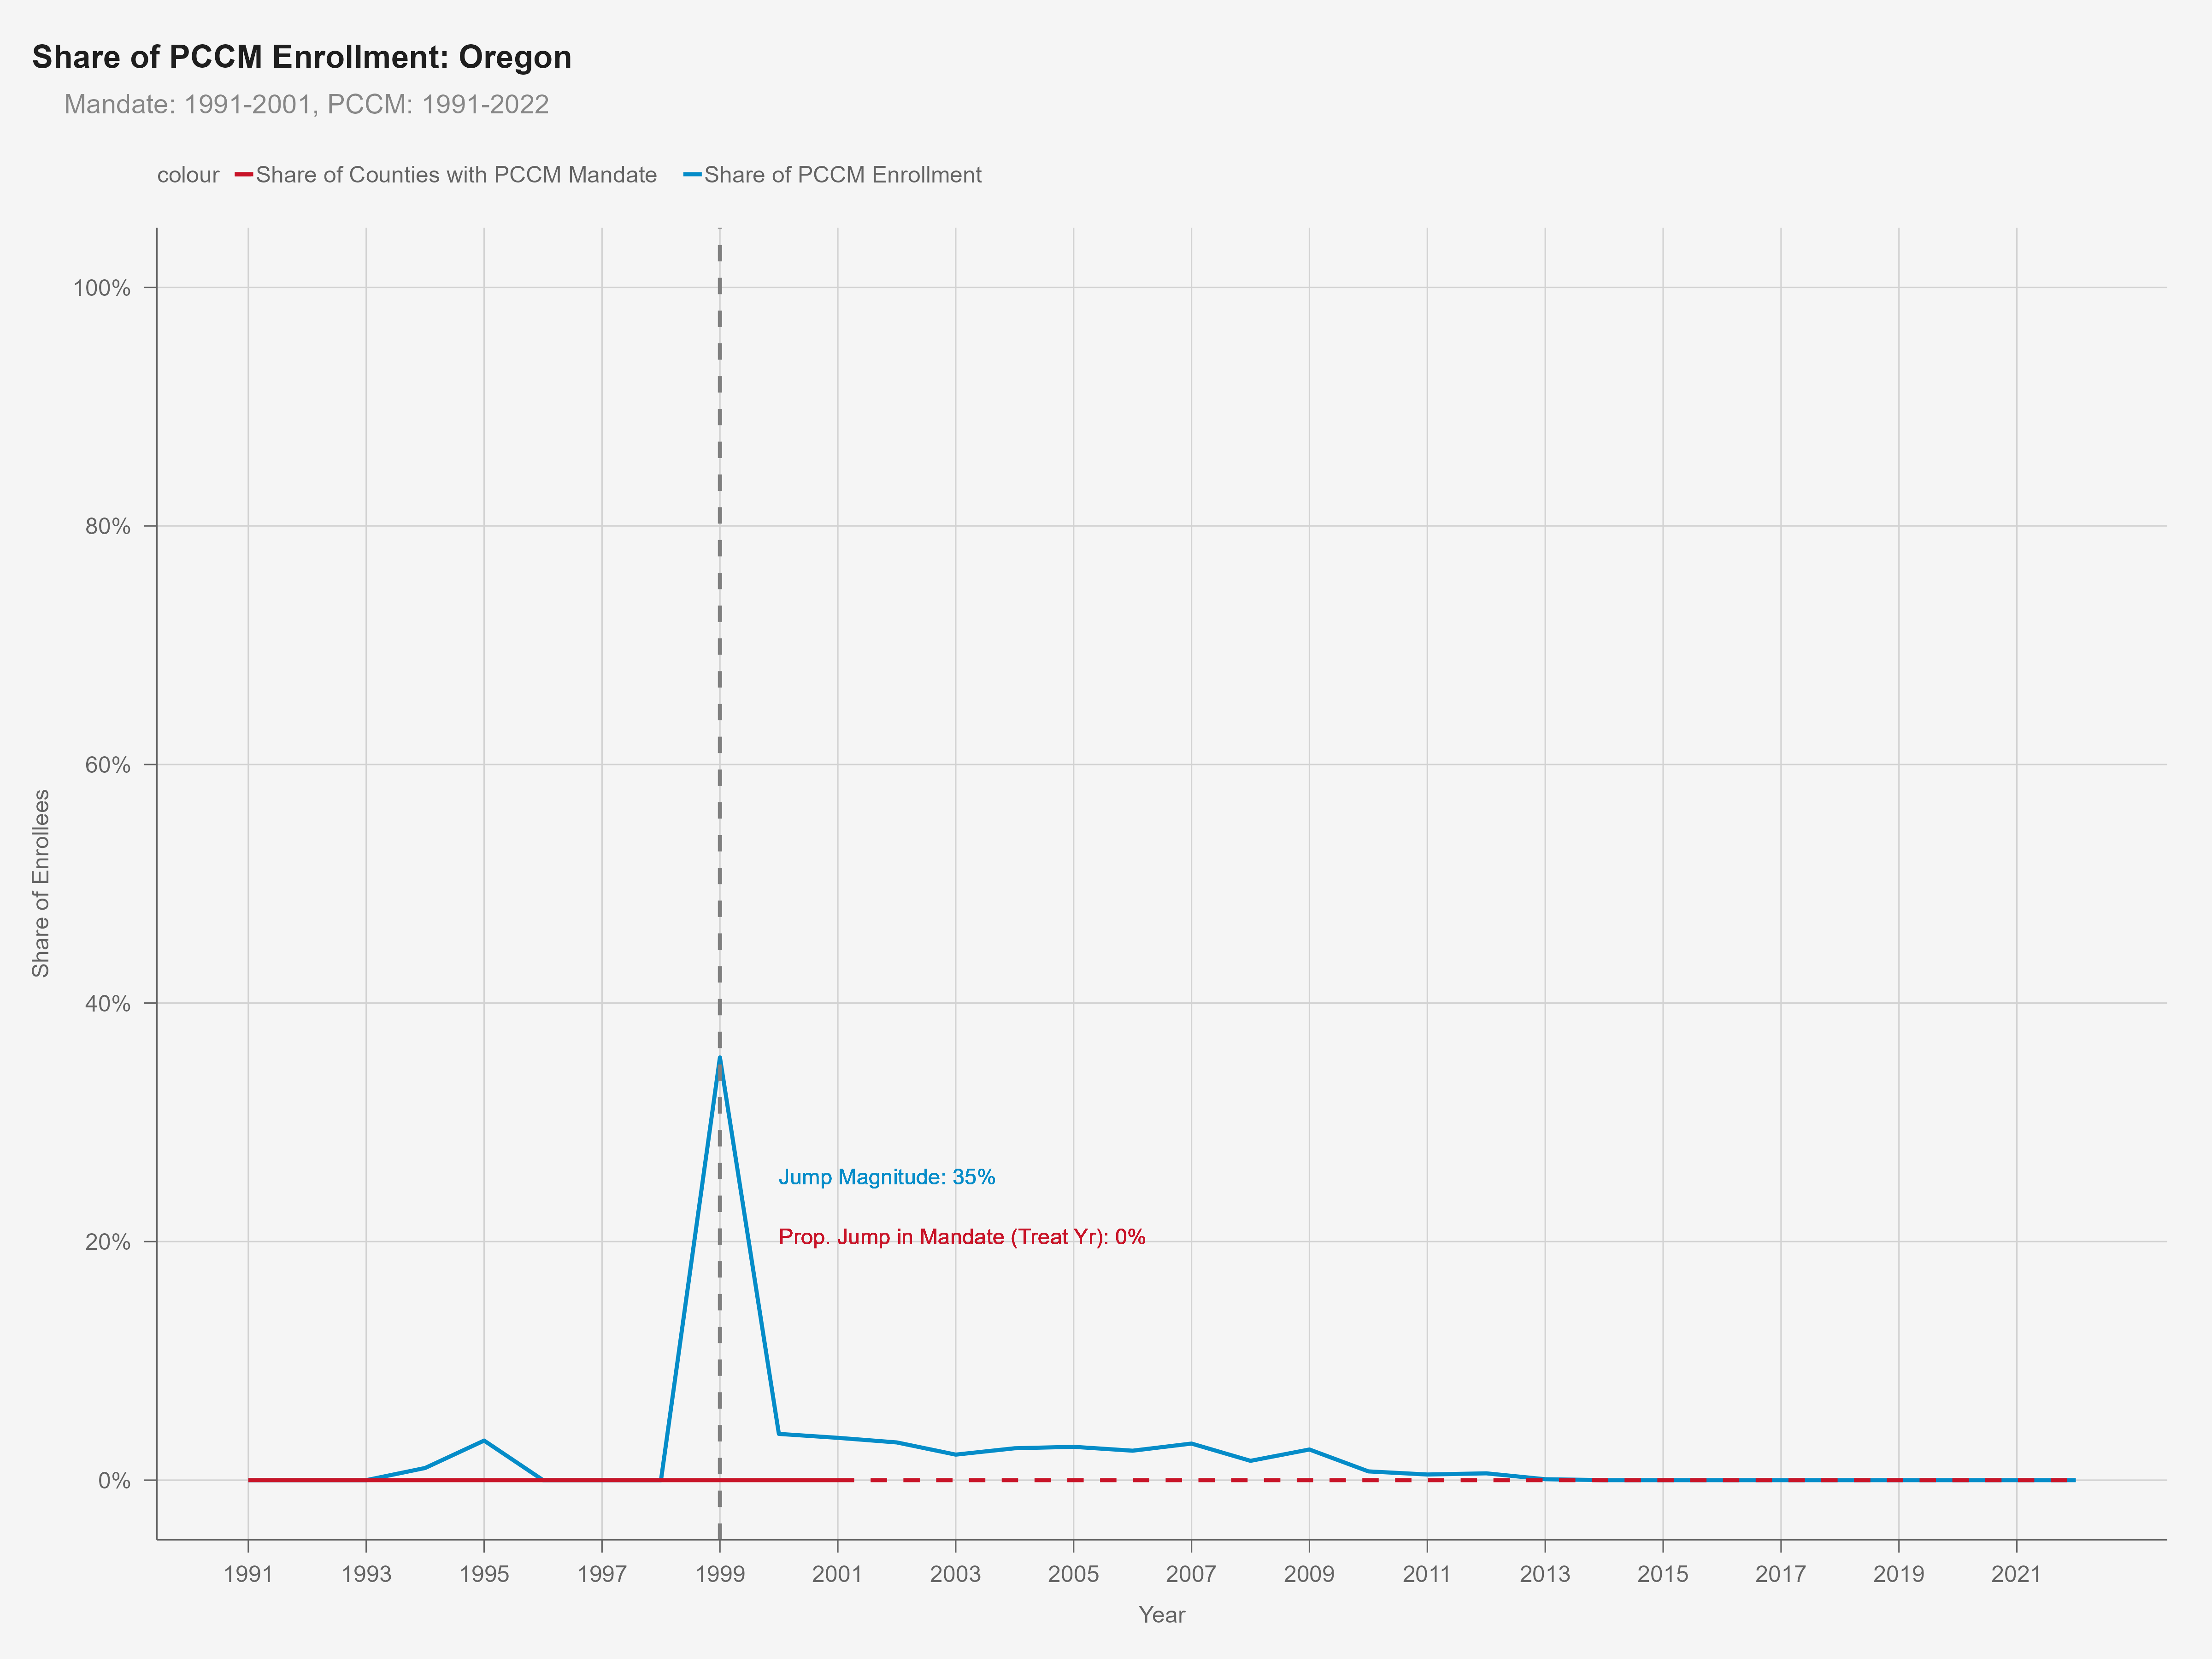 Share of PCCM Enrollment: Oregon
Mandate: 1991-2001, PCCM: 1991-2022
colour Share of Counties with PCCM Mandate Share of PCCM Enrollment
100%
80%
60%
40%
20%
0%
Share of Enrollees
Jump Magnitude: 35%
Prop. Jump in Mandate (Treat Yr): 0%
1991 1993 1995 1997 1999 2001 2003 2005 2007 2009 2011 2013 2015 2017 2019 2021
Year